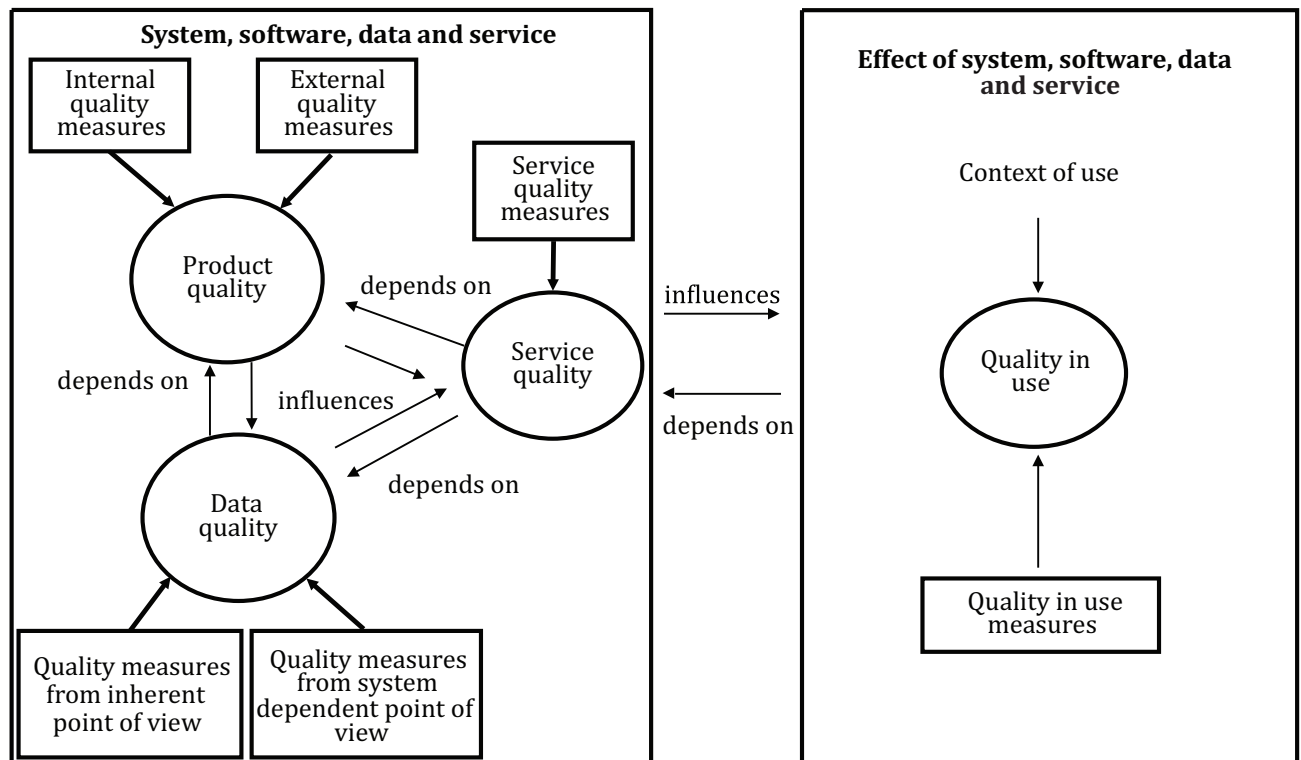 System, software, data and service
Internal
quality
measures
External
quality
measures
Service
quality
measures
Product
quality
depends on
Service
quality
depends on
influences
Data
quality
depends on
Quality measures
from inherent
point of view
Quality measures
from system
dependent point of
view
influences
depends on
Effect of system, software, data
and service
Context of use
Quality in
use
Quality in use
measures